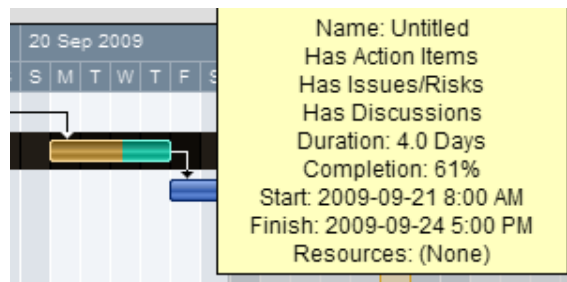 20 Sep 2009
S M T W T F S
Name: Untitled
Has Action Items
Has Issues/Risks
Has Discussions
Duration: 4.0 Days
Completion: 61%
Start: 2009-09-21 8:00 AM
Finish: 2009-09-24 5:00 PM
Resources: (None)